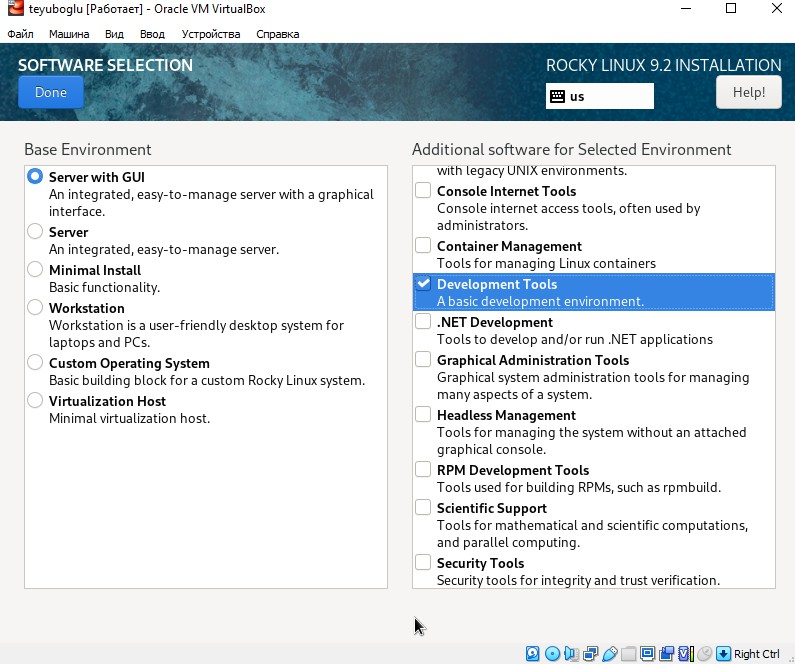 teyuboglu [Работает] - Oracle VM VirtualBox
Файл Машина Вид Ввод Устройства Справка
SOFTWARE SELECTION
Done
ROCKY LINUX 9.2 INSTALLATION
us
Help!
Base Environment
Server with GUI
An integrated, easy-to-manage server with a graphical
interface.
Server
An integrated, easy-to-manage server.
Minimal Install
Basic functionality.
Workstation
Workstation is a user-friendly desktop system for
laptops and PCs.
Custom Operating System
Basic building block for a custom Rocky Linux system.
Virtualization Host
Minimal virtualization host.
Additional software for Selected Environment
with legacy UNIX environments.
Console Internet Tools
Console internet access tools, often used by
administrators.
Container Management
Tools for managing Linux containers
Development Tools
A basic development environment.
.NET Development
Tools to develop and/or run .NET applications
Graphical Administration Tools
Graphical system administration tools for managing
many aspects of a system.
Headless Management
Tools for managing the system without an attached
graphical console.
RPM Development Tools
Tools used for building RPMs, such as rpmbuild.
Scientific Support
Tools for mathematical and scientific computations,
and parallel computing.
Security Tools
Security tools for integrity and trust verification.
Right Ctrl